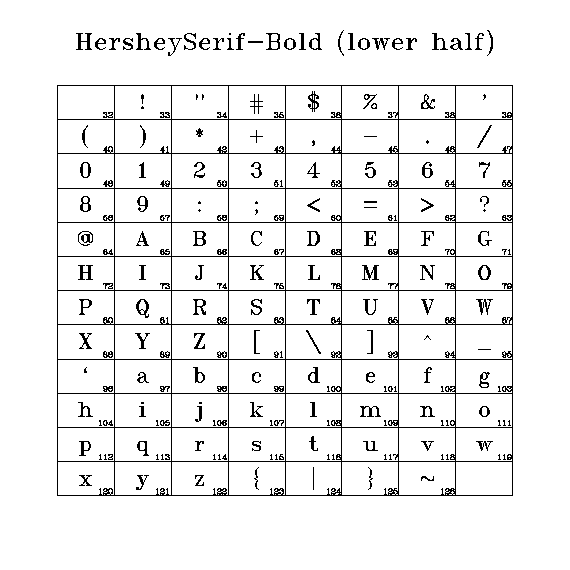 HersheySerif-Bold (lower half)
32 ! 33 " 34 # 35 $ 36 % 37 & 38 ' 39
( 40 ) 41 * 42 + 43 , 44 - 45 . 46 / 47
0 48 1 49 2 50 3 51 4 52 5 53 6 54 7 55
8 56 9 57 : 58 ; 59 < 60 = 61 > 62 ? 63
@ 64 A 65 B 66 C 67 D 68 E 69 F 70 G 71
H 72 I 73 J 74 K 75 L 76 M 77 N 78 O 79
P 80 Q 81 R 82 S 83 T 84 U 85 V 86 W 87
X 88 Y 89 Z 90 [ 91 \ 92 ] 93 ^ 94 _ 95
` 96 a 97 b 98 c 99 d 100 e 101 f 102 g 103
h 104 i 105 j 106 k 107 l 108 m 109 n 110 o 111
p 112 q 113 r 114 s 115 t 116 u 117 v 118 w 119
x 120 y 121 z 122 { 123 | 124 } 125 ~ 126